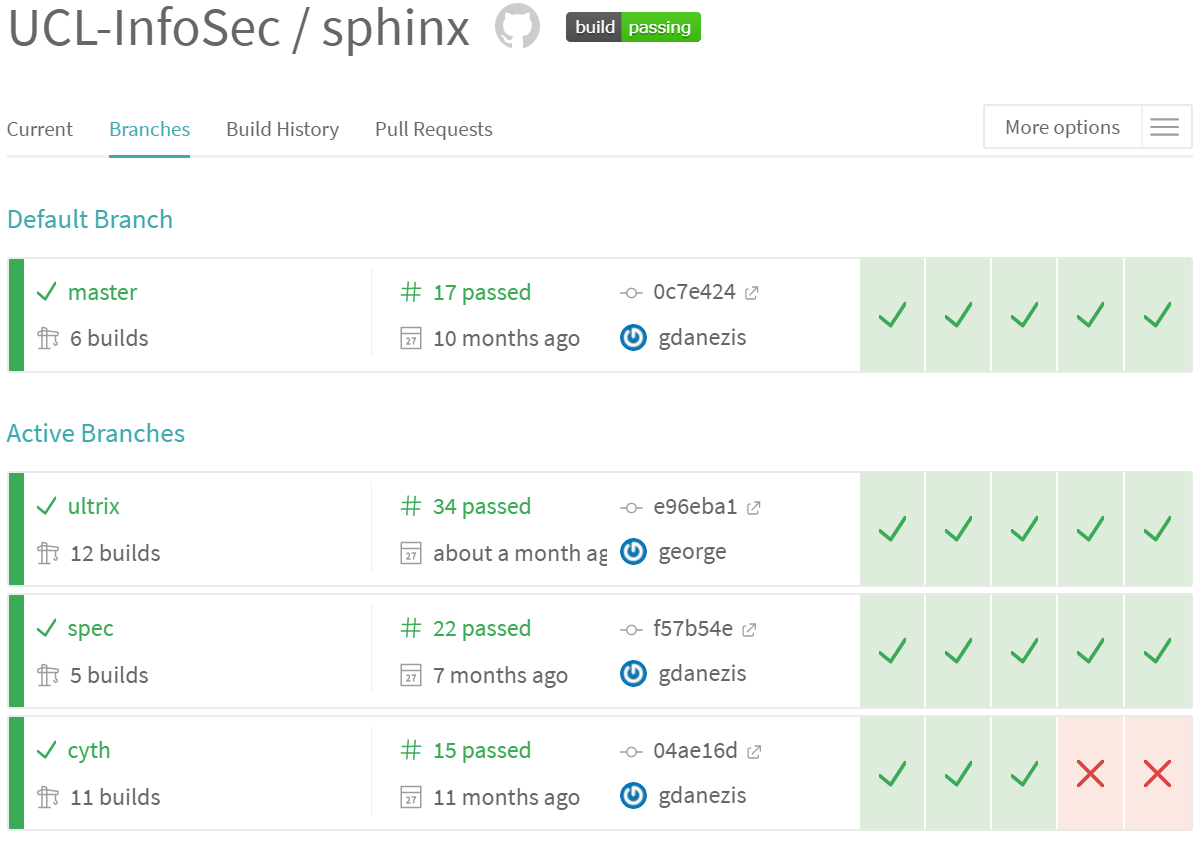 UCL-InfoSec / sphinx build passing
Current Branches Build History Pull Requests More options
Default Branch
master # 17 passed 0c7e424
6 builds 27 10 months ago gdanezis
Active Branches
ultrix # 34 passed e96eba1
12 builds 27 about a month ag george
spec # 22 passed f57b54e
5 builds 27 7 months ago gdanezis
cyth # 15 passed 04ae16d
11 builds 27 11 months ago gdanezis